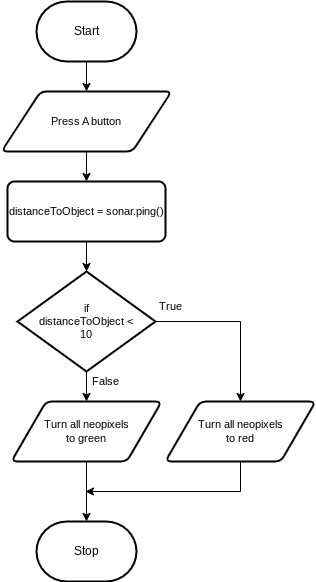 Start
Press A button
distanceToObject = sonar.ping()
if
distanceToObject <
10
True
False
Turn all neopixels
to green
Turn all neopixels
to red
Stop